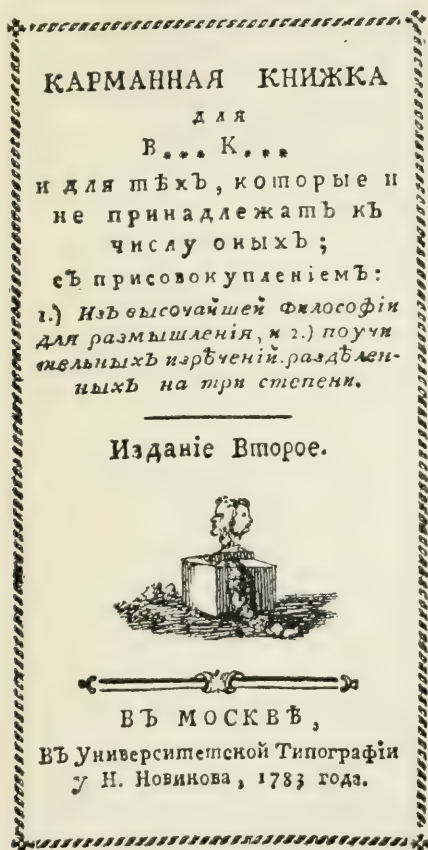 КАРМАННАЯ КНИЖКА
для
В... К...
и для тѣхъ, которые и
не принадлежатъ къ
числу оныхъ;
съ присовокупленіемъ:
1.) Изъ высочайшей Философіи
для размышленія, и 2.) поучи
тельныхъ изрѣченій.раздѣлен-
ныхъ на три степени.
Изданіе Второе.
ВЪ МОСКВѢ,
Въ Университетской Типографіи
у Н. Новикова, 1783 года.